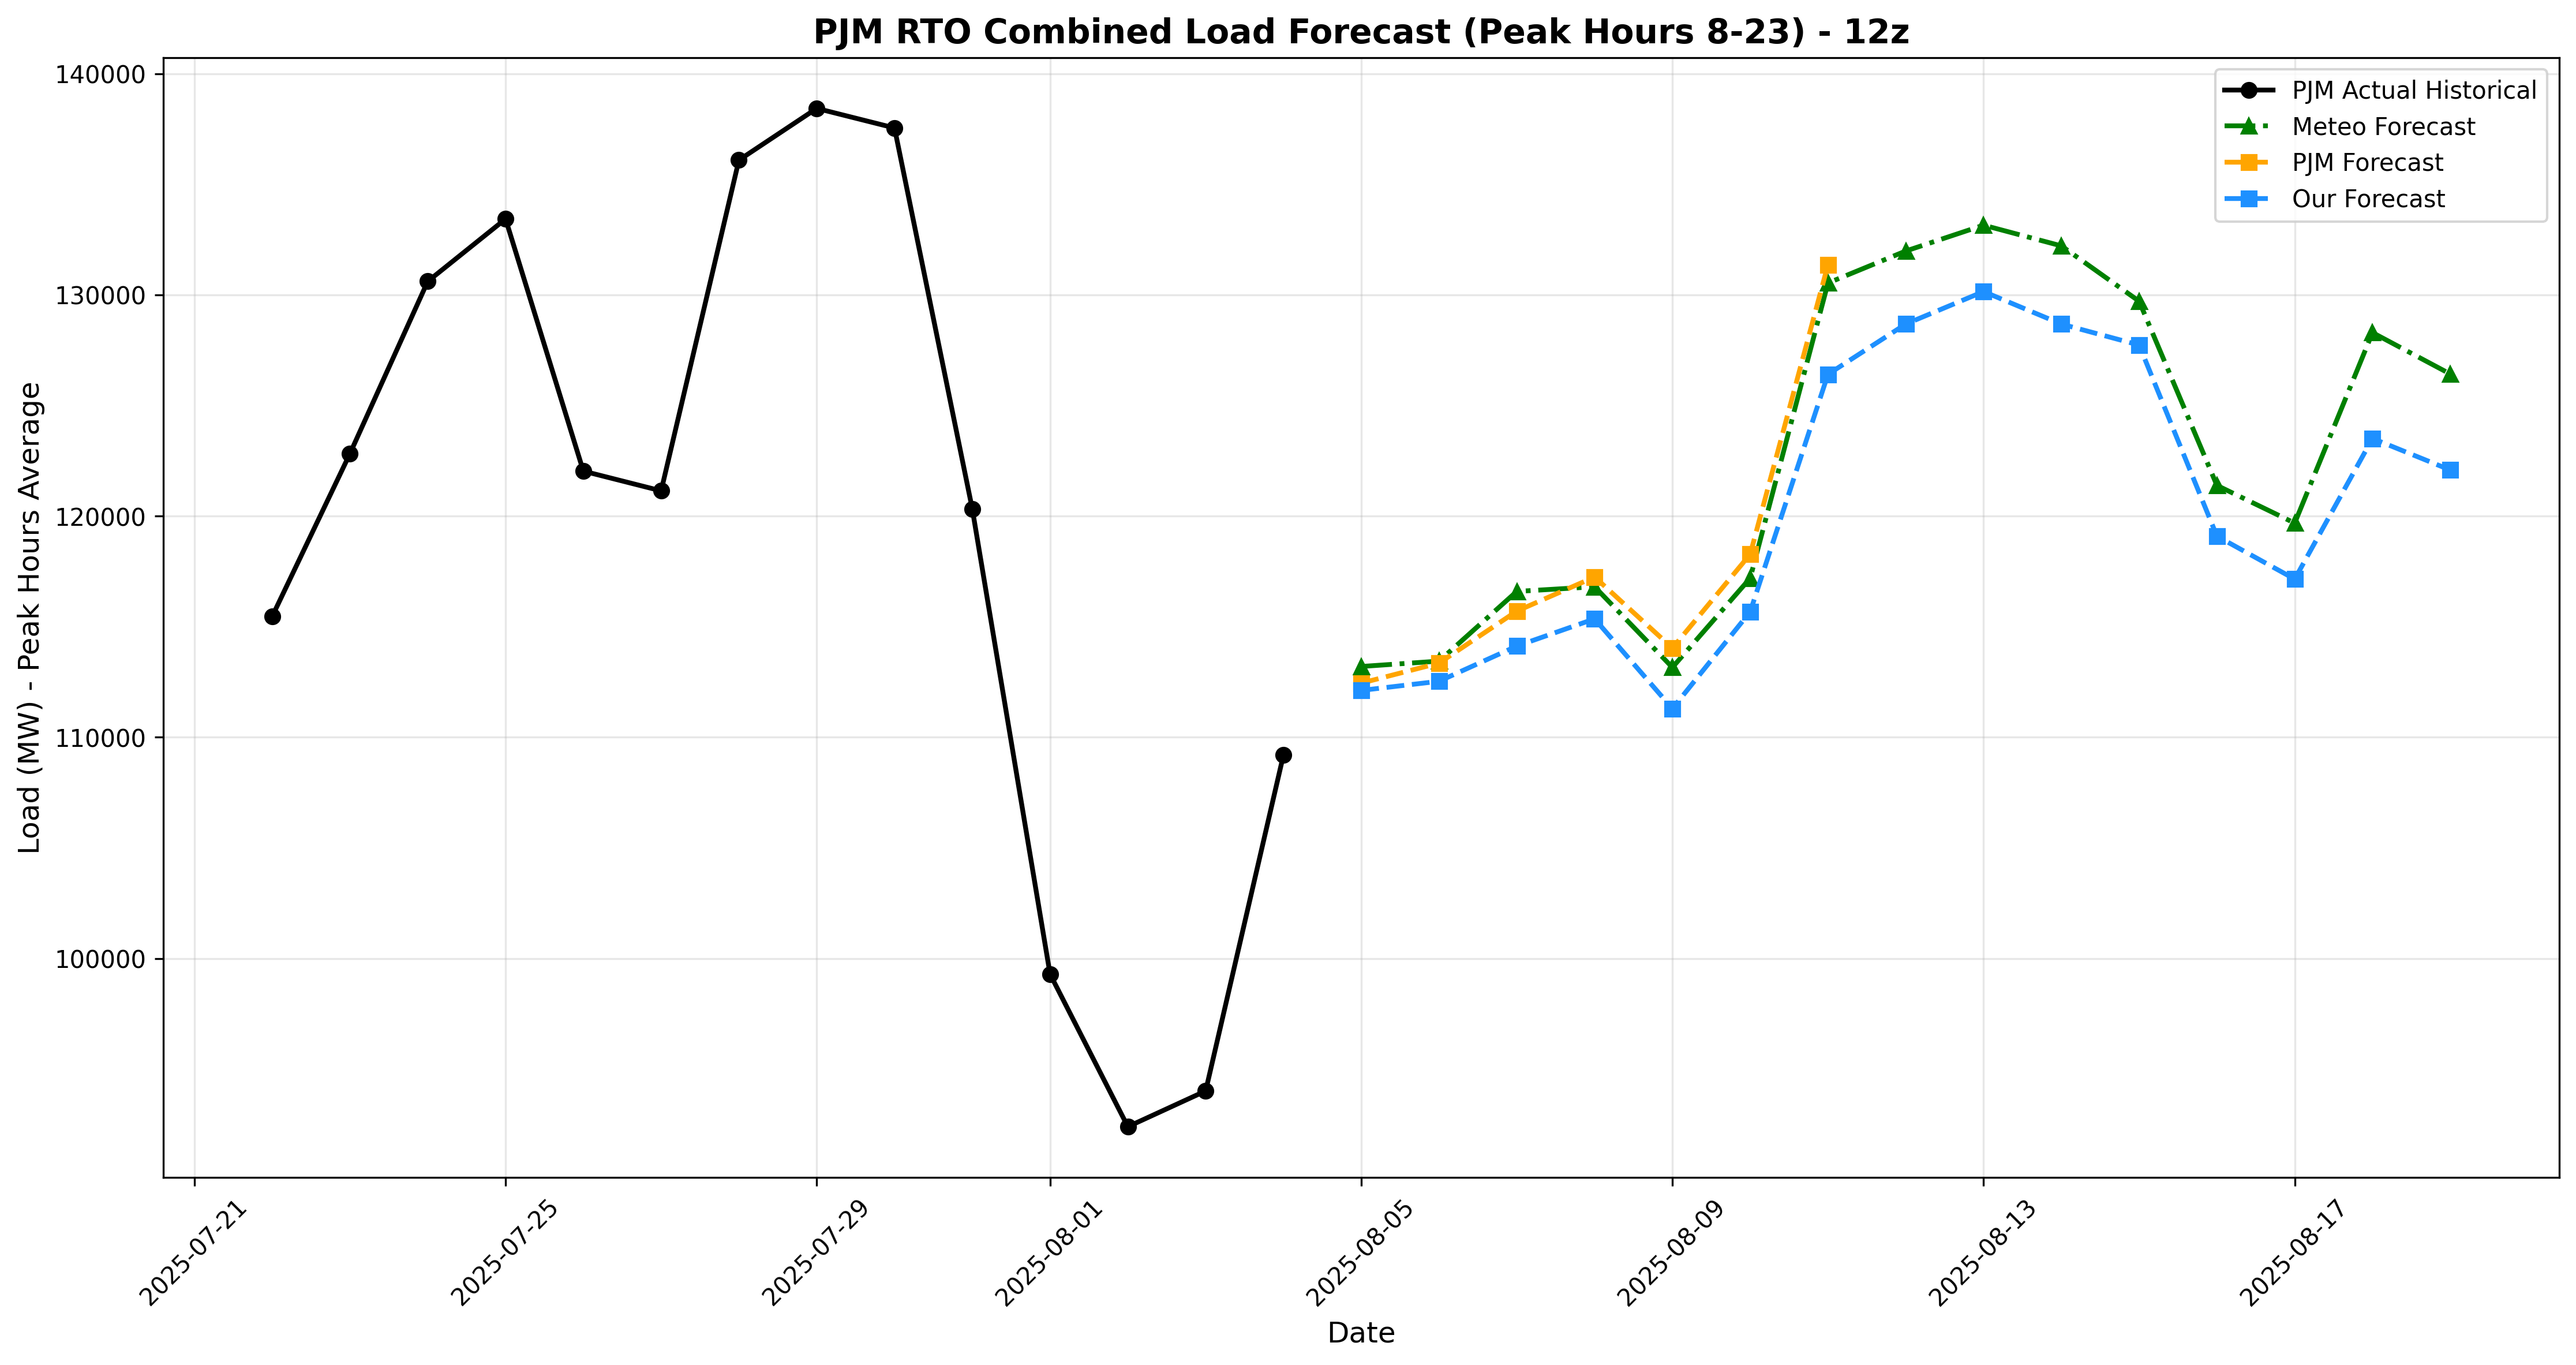 PJM RTO Combined Load Forecast (Peak Hours 8-23) - 12z
PJM Actual Historical
Meteo Forecast
PJM Forecast
Our Forecast
Load (MW) - Peak Hours Average
140000
130000
120000
110000
100000
2025-07-21
2025-07-25
2025-07-29
2025-08-01
2025-08-05
2025-08-09
2025-08-13
2025-08-17
Date